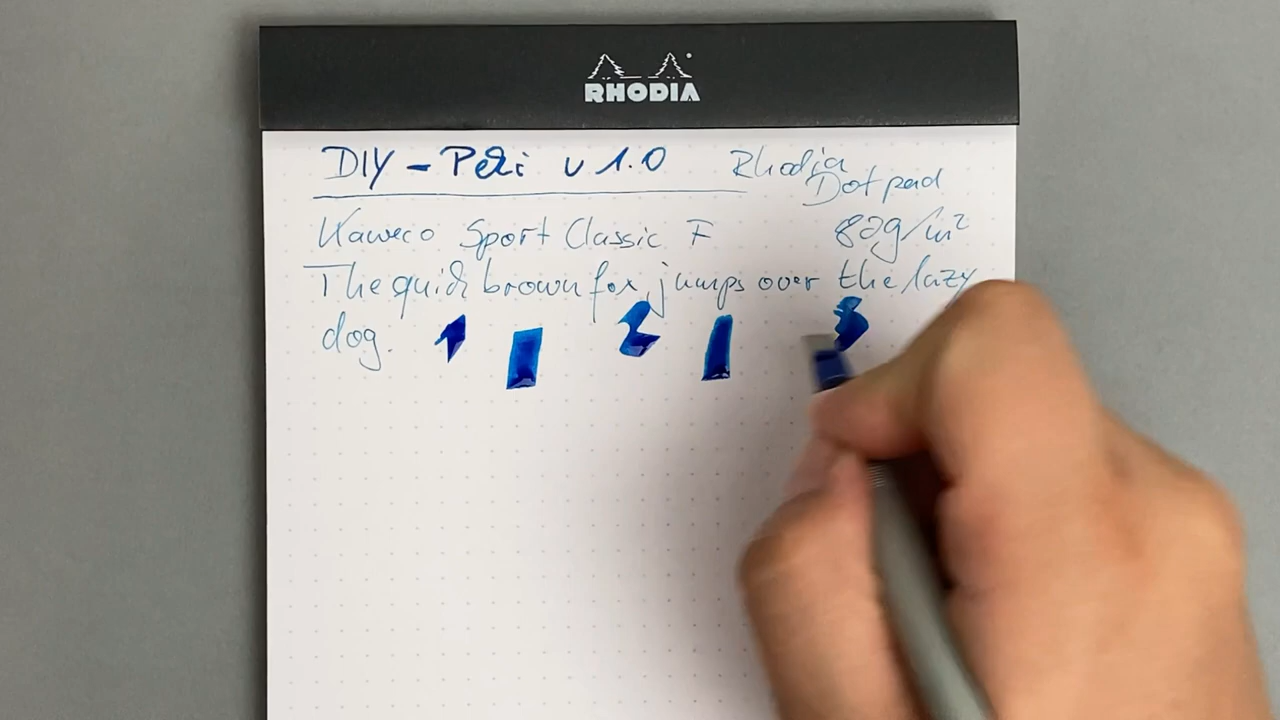 RHODIA
DIY - Peki v 1.0
Rhodia
Dot pad
Kaweco Sport Classic F
80g/m²
The quick brown fox jumps over the lazy
dog. 1 2 3